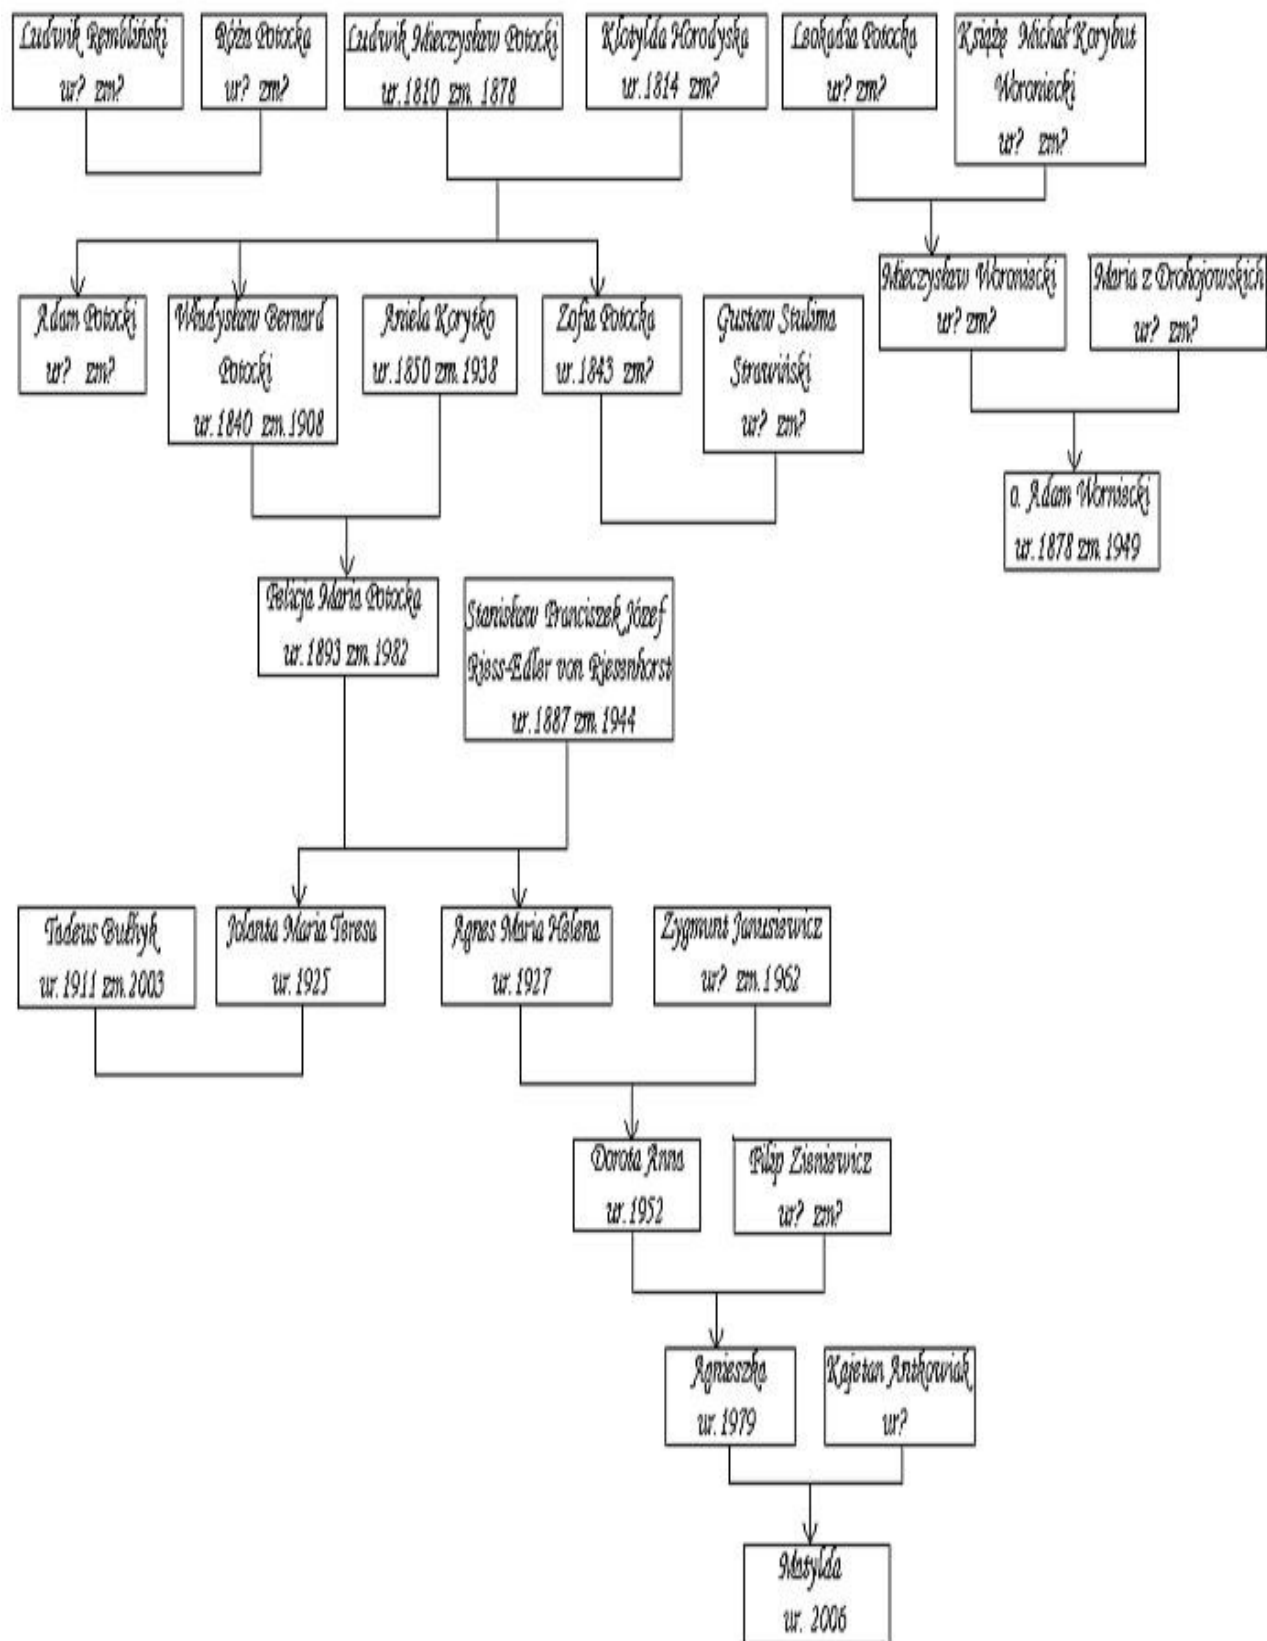 Ludwik Rembliński
ur? zm?
Róża Potocka
ur? zm?
Ludwik Mieczysław Potocki
ur. 1810 zm. 1878
Klotylda Horodyska
ur. 1814 zm?
Leokadia Potocka
ur? zm?
Książę Michał Korybut
Woroniecki
ur? zm?
Adam Potocki
ur? zm?
Władysław Bernard
Potocki
ur. 1840 zm. 1908
Aniela Korytko
ur. 1850 zm. 1938
Zofia Potocka
ur. 1843 zm?
Gustaw Stulima
Strawiński
ur? zm?
Mieczysław Woroniecki
ur? zm?
Maria z Drohojowskich
ur? zm?
o. Adam Worniecki
ur. 1878 zm. 1949
Felicja Maria Potocka
ur. 1893 zm. 1982
Stanisław Franciszek Józef
Riess-Edler von Riesenhorst
ur. 1887 zm. 1944
Tadeus Bułhyk
ur. 1911 zm. 2003
Jolanta Maria Teresa
ur. 1925
Agnes Maria Helena
ur. 1927
Zygmunt Janusiewicz
ur? zm. 1962
Dorota Anna
ur. 1952
Filip Zieniewicz
ur? zm?
Agnieszka
ur. 1979
Kajetan Antkowiak
ur?
Matylda
ur. 2006